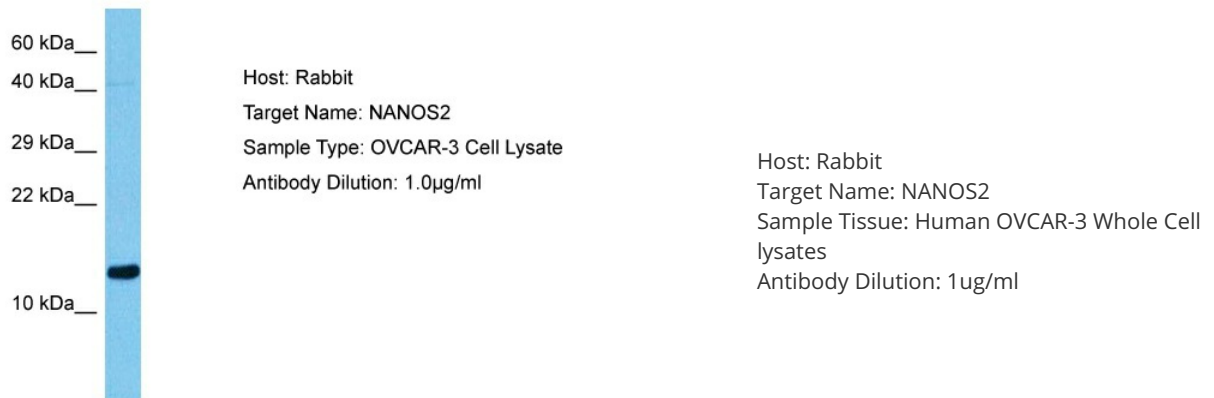 60 kDa__
40 kDa__
29 kDa__
22 kDa__
10 kDa__
Host: Rabbit
Target Name: NANOS2
Sample Type: OVCAR-3 Cell Lysate
Antibody Dilution: 1.0µg/ml
Host: Rabbit
Target Name: NANOS2
Sample Tissue: Human OVCAR-3 Whole Cell
lysates
Antibody Dilution: 1ug/ml